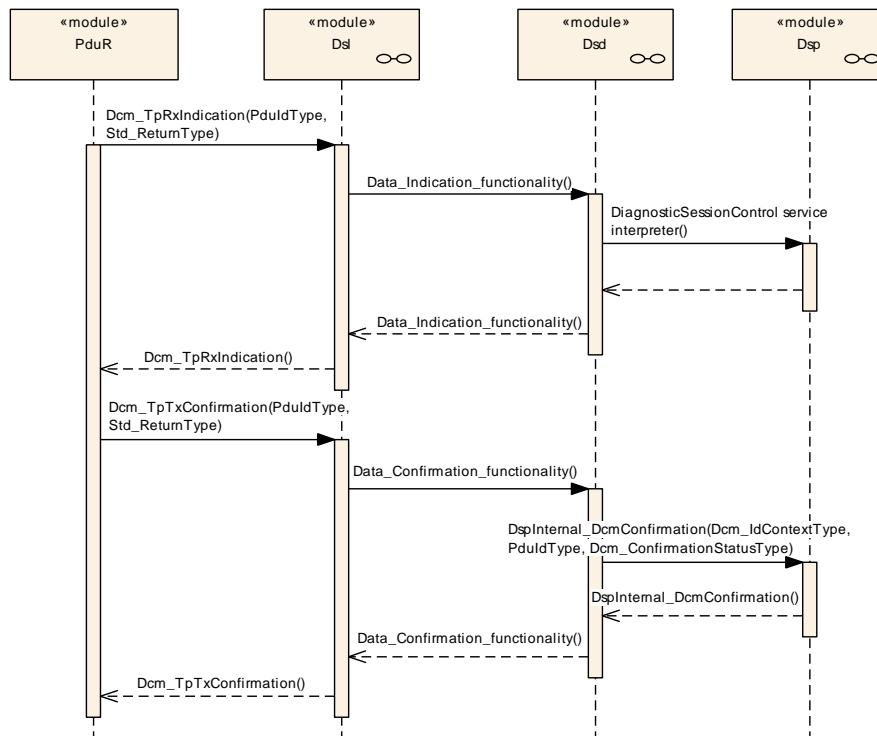 «module»
PduR
«module»
Dsl
«module»
Dsd
«module»
Dsp
Dcm_TpRxIndication(PduIdType,
Std_ReturnType)
Data_Indication_functionality()
DiagnosticSessionControl service
interpreter()
Data_Indication_functionality()
Dcm_TpRxIndication()
Dcm_TpTxConfirmation(PduIdType,
Std_ReturnType)
Data_Confirmation_functionality()
DspInternal_DcmConfirmation(Dcm_IdContextType,
PduIdType, Dcm_ConfirmationStatusType)
DspInternal_DcmConfirmation()
Data_Confirmation_functionality()
Dcm_TpTxConfirmation()